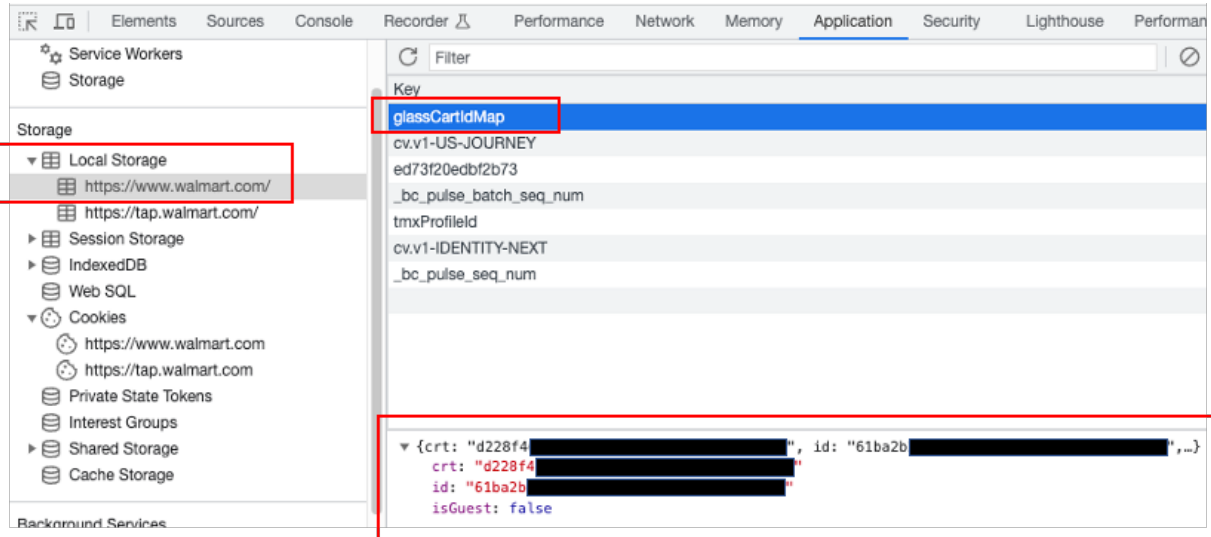 Elements Sources Console Recorder Performance Network Memory Application Security Lighthouse Performan
Service Workers
Storage
Storage
Local Storage
https://www.walmart.com/
https://tap.walmart.com/
Session Storage
IndexedDB
Web SQL
Cookies
https://www.walmart.com
https://tap.walmart.com
Private State Tokens
Interest Groups
Shared Storage
Cache Storage
Background Services
Filter
Key
glassCartIdMap
cv.v1-US-JOURNEY
ed73f20edbf2b73
_bc_pulse_batch_seq_num
tmxProfileId
cv.v1-IDENTITY-NEXT
_bc_pulse_seq_num
{crt: "d228f4", id: "61ba2b",…}
crt: "d228f4"
id: "61ba2b"
isGuest: false